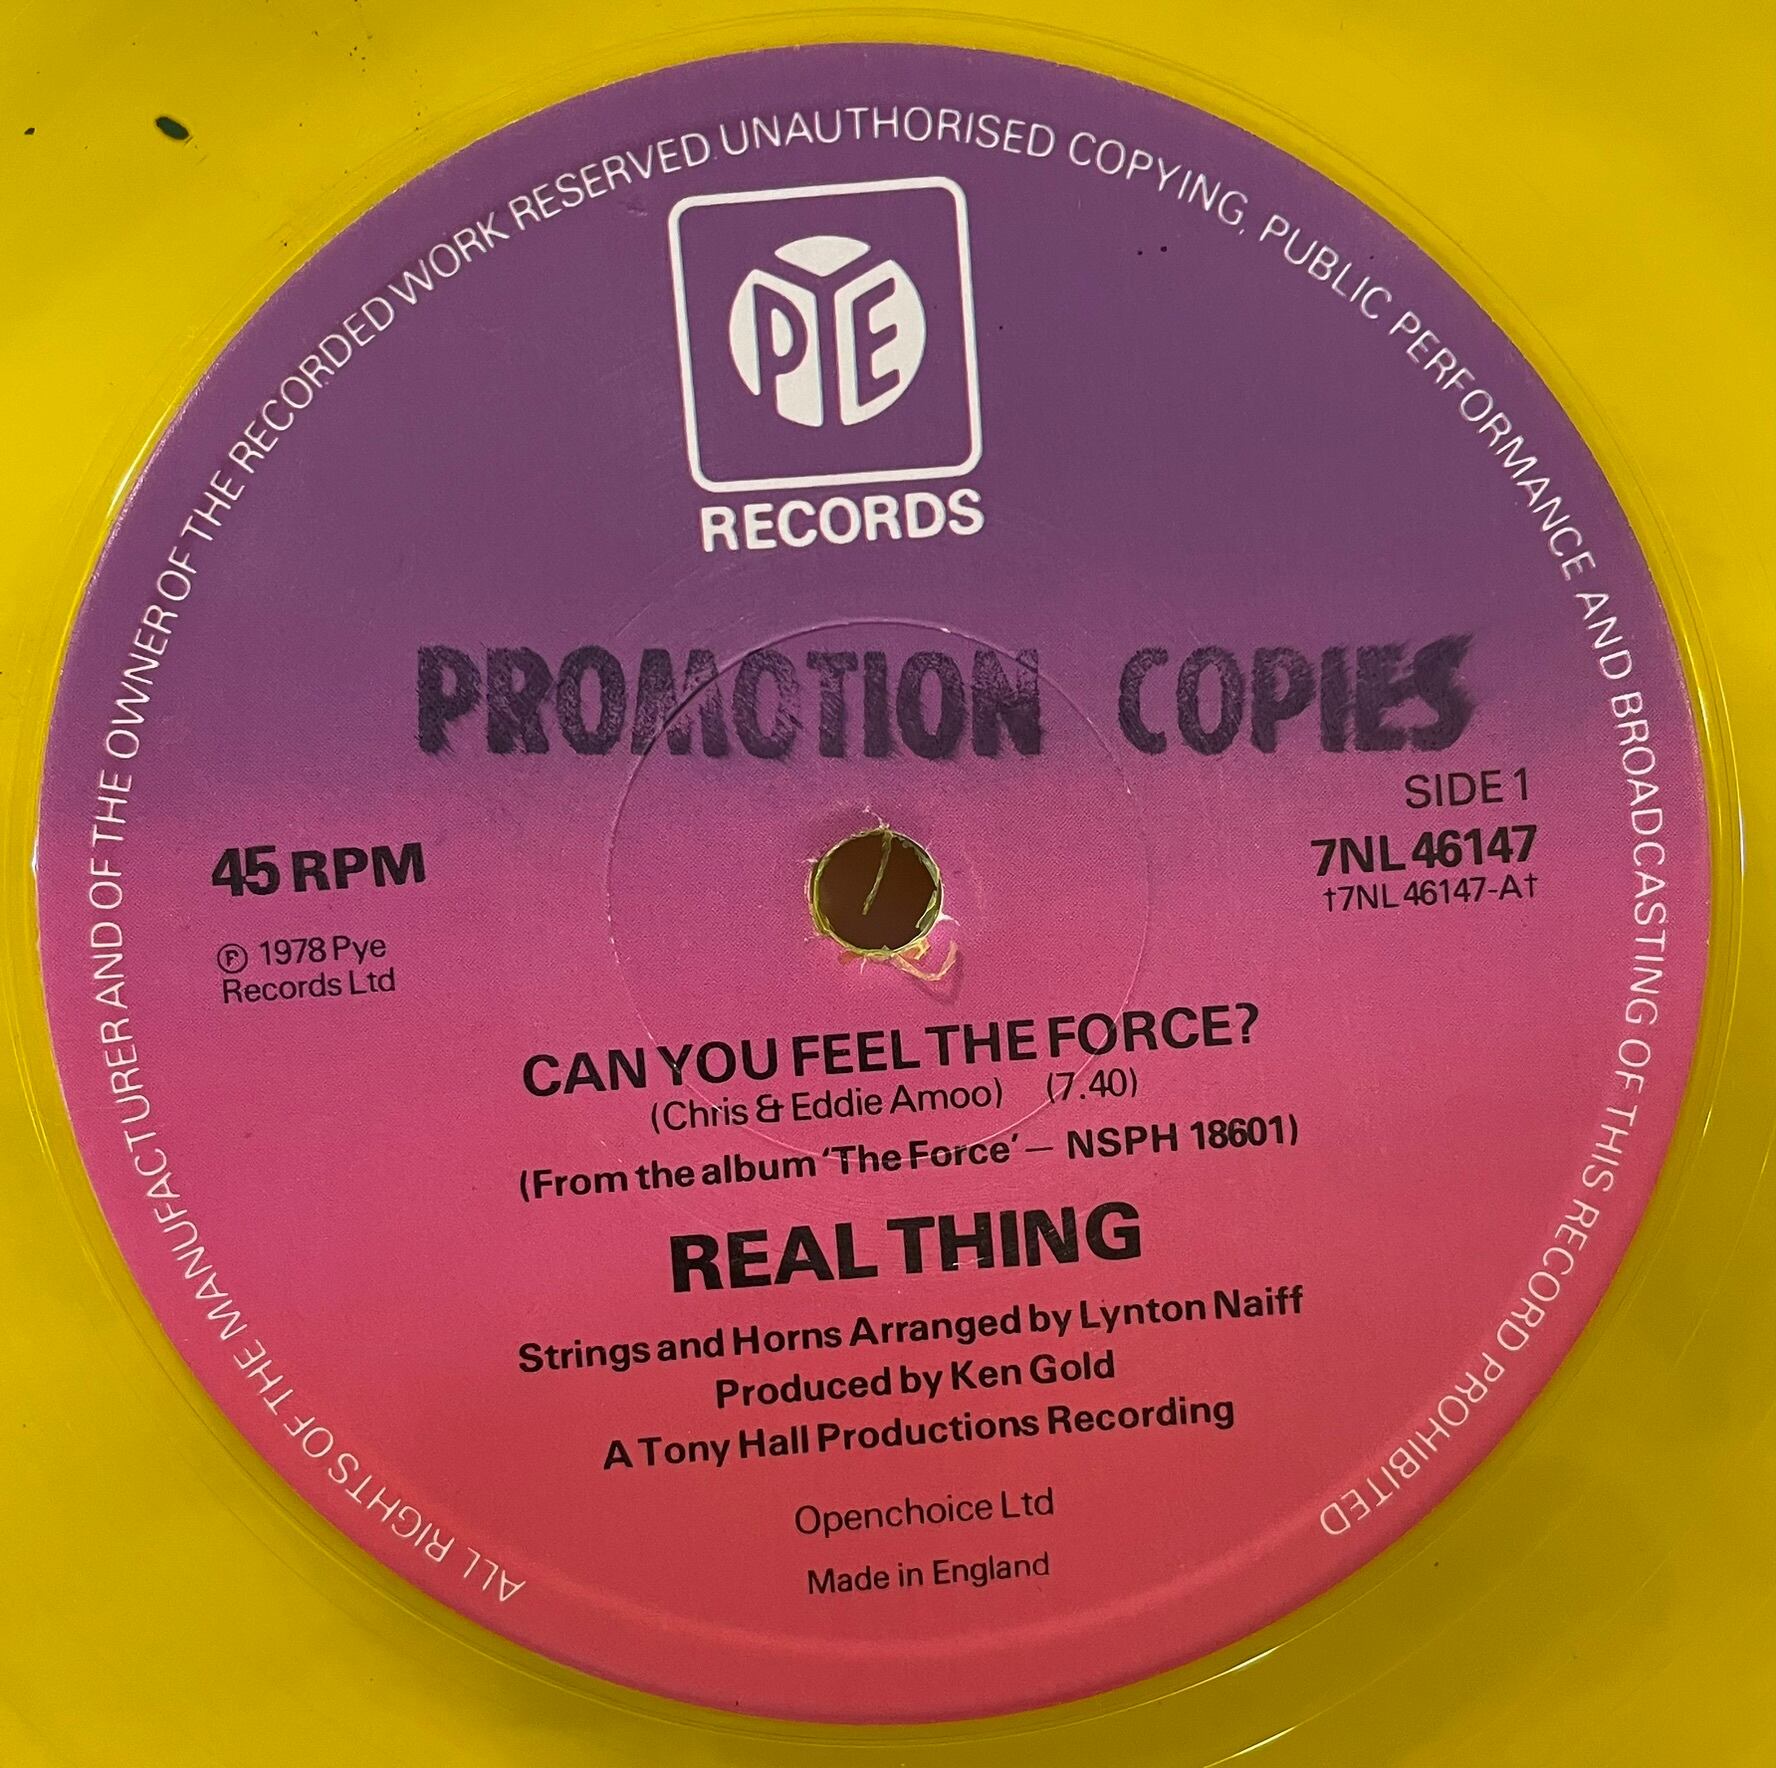 ALL RIGHTS OF THE MANUFACTURER AND OF THE OWNER OF THE RECORDED WORK RESERVED. UNAUTHORISED COPYING, PUBLIC PERFORMANCE AND BROADCASTING OF THIS RECORD PROHIBITED
PYE
RECORDS
PROMOTION COPIES
SIDE 1
45 RPM
7NL 46147
†7NL 46147-A†
Ⓟ 1978 Pye
Records Ltd
CAN YOU FEEL THE FORCE?
(Chris & Eddie Amoo) (7.40)
(From the album 'The Force' – NSPH 18601)
REAL THING
Strings and Horns Arranged by Lynton Naiff
Produced by Ken Gold
A Tony Hall Productions Recording
Openchoice Ltd
Made in England